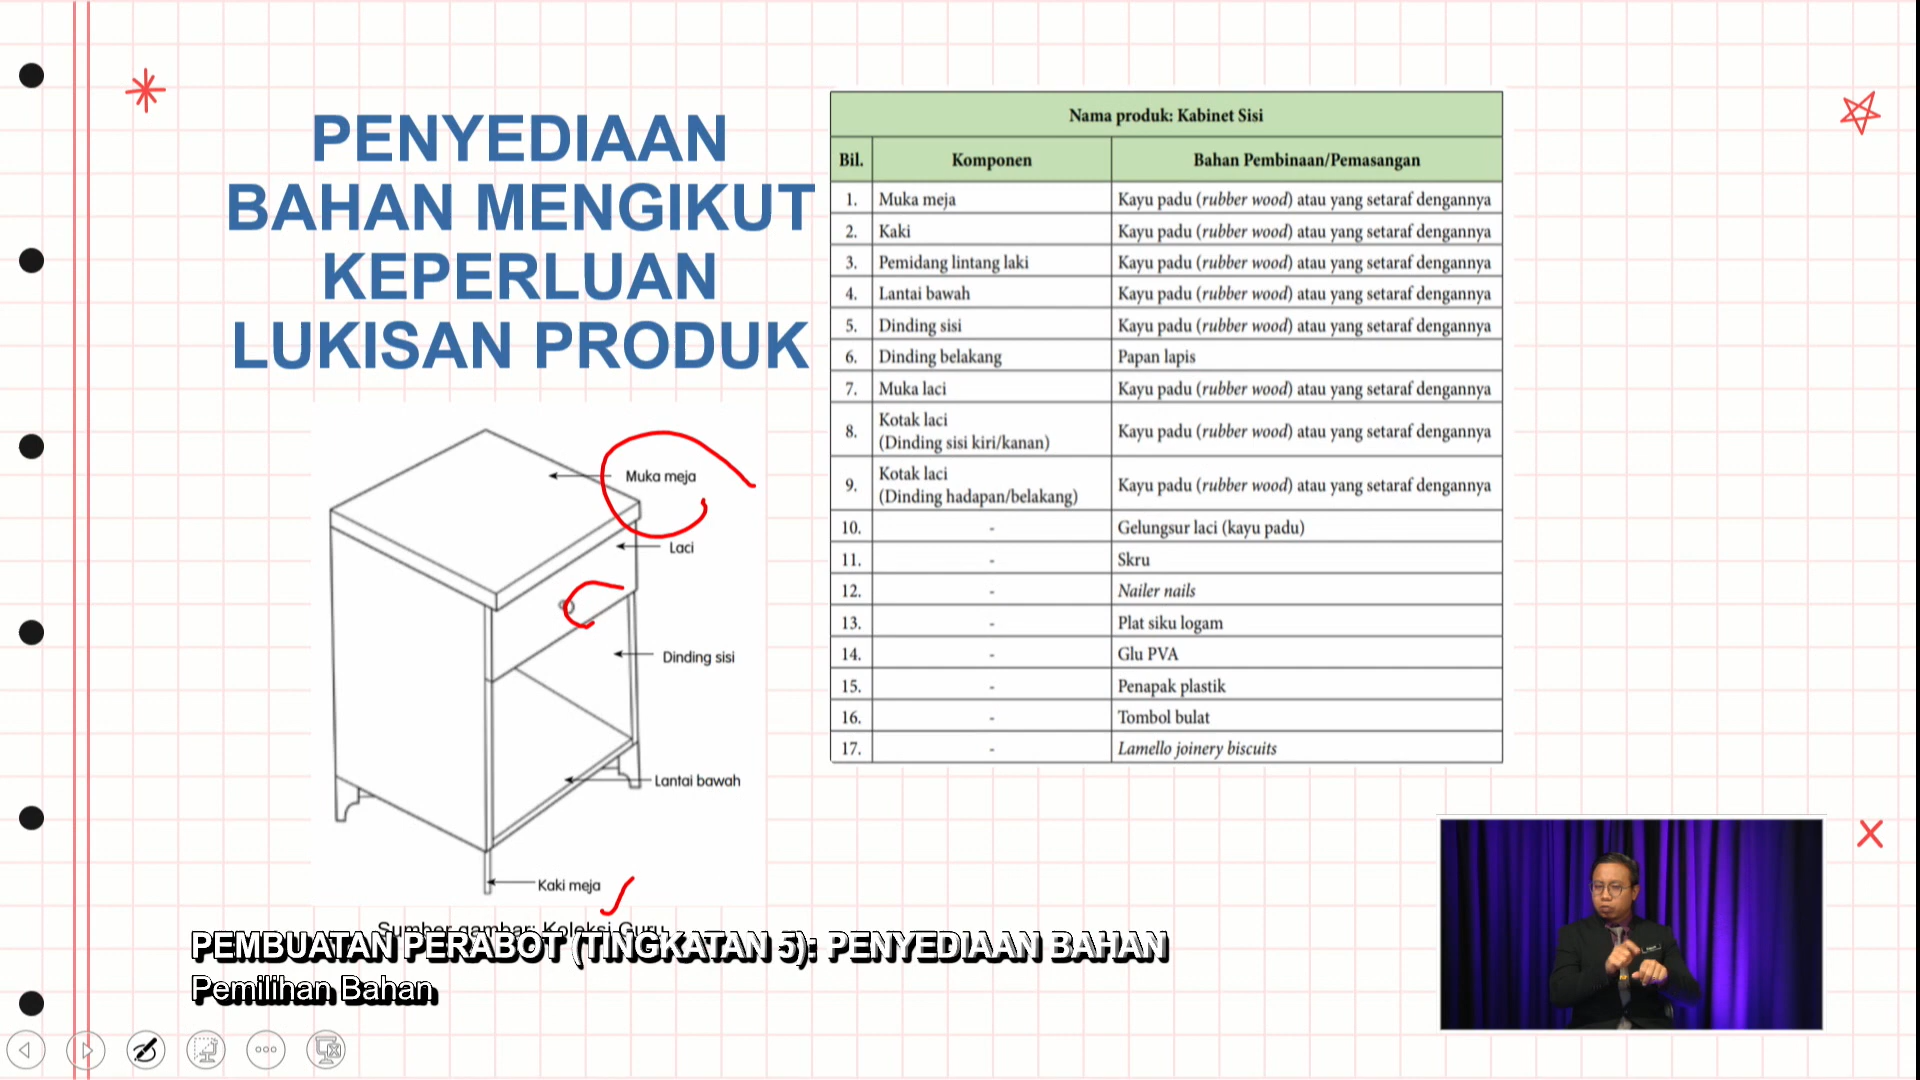 PENYEDIAAN
BAHAN MENGIKUT
KEPERLUAN
LUKISAN PRODUK
Muka meja
Laci
Dinding sisi
Lantai bawah
Kaki meja
Sumber gambar: Koleksi Guru
Nama produk: Kabinet Sisi
Bil. Komponen Bahan Pembinaan/Pemasangan
1. Muka meja Kayu padu (rubber wood) atau yang setaraf dengannya
2. Kaki Kayu padu (rubber wood) atau yang setaraf dengannya
3. Pemidang lintang laki Kayu padu (rubber wood) atau yang setaraf dengannya
4. Lantai bawah Kayu padu (rubber wood) atau yang setaraf dengannya
5. Dinding sisi Kayu padu (rubber wood) atau yang setaraf dengannya
6. Dinding belakang Papan lapis
7. Muka laci Kayu padu (rubber wood) atau yang setaraf dengannya
8. Kotak laci
(Dinding sisi kiri/kanan) Kayu padu (rubber wood) atau yang setaraf dengannya
9. Kotak laci
(Dinding hadapan/belakang) Kayu padu (rubber wood) atau yang setaraf dengannya
10. - Gelungsur laci (kayu padu)
11. - Skru
12. - Nailer nails
13. - Plat siku logam
14. - Glu PVA
15. - Penapak plastik
16. - Tombol bulat
17. - Lamello joinery biscuits
PEMBUATAN PERABOT (TINGKATAN 5): PENYEDIAAN BAHAN
Pemilihan Bahan